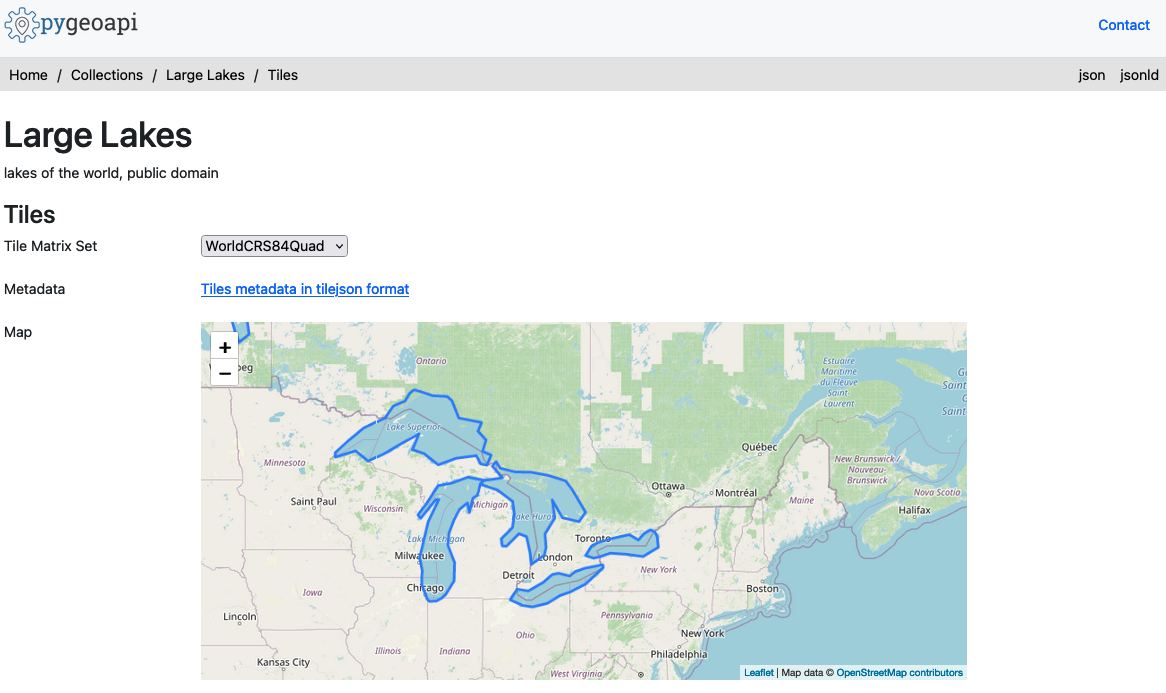 pygeoapi
Contact
Home / Collections / Large Lakes / Tiles
json jsonld
Large Lakes
lakes of the world, public domain
Tiles
Tile Matrix Set
WorldCRS84Quad
Metadata
Tiles metadata in tilejson format
Map
+
−
Ontario
Estuaire
Maritime
du Fleuve
Saint
Laurent
Lake Superior
Québec
Minnesota
New Brunswick /
Nouveau-
Brunswick
Ottawa
Montréal
Maine
Nova Scotia
Saint Paul
Wisconsin
Michigan
Halifax
Lake Huron
Lake Michigan
Toronto
Milwaukee
London
New York
Detroit
Chicago
Boston
Iowa
Lincoln
Pennsylvania
New York
Ohio
Philadelphia
Kansas City
Illinois
Indiana
West Virginia
Leaflet | Map data © OpenStreetMap contributors